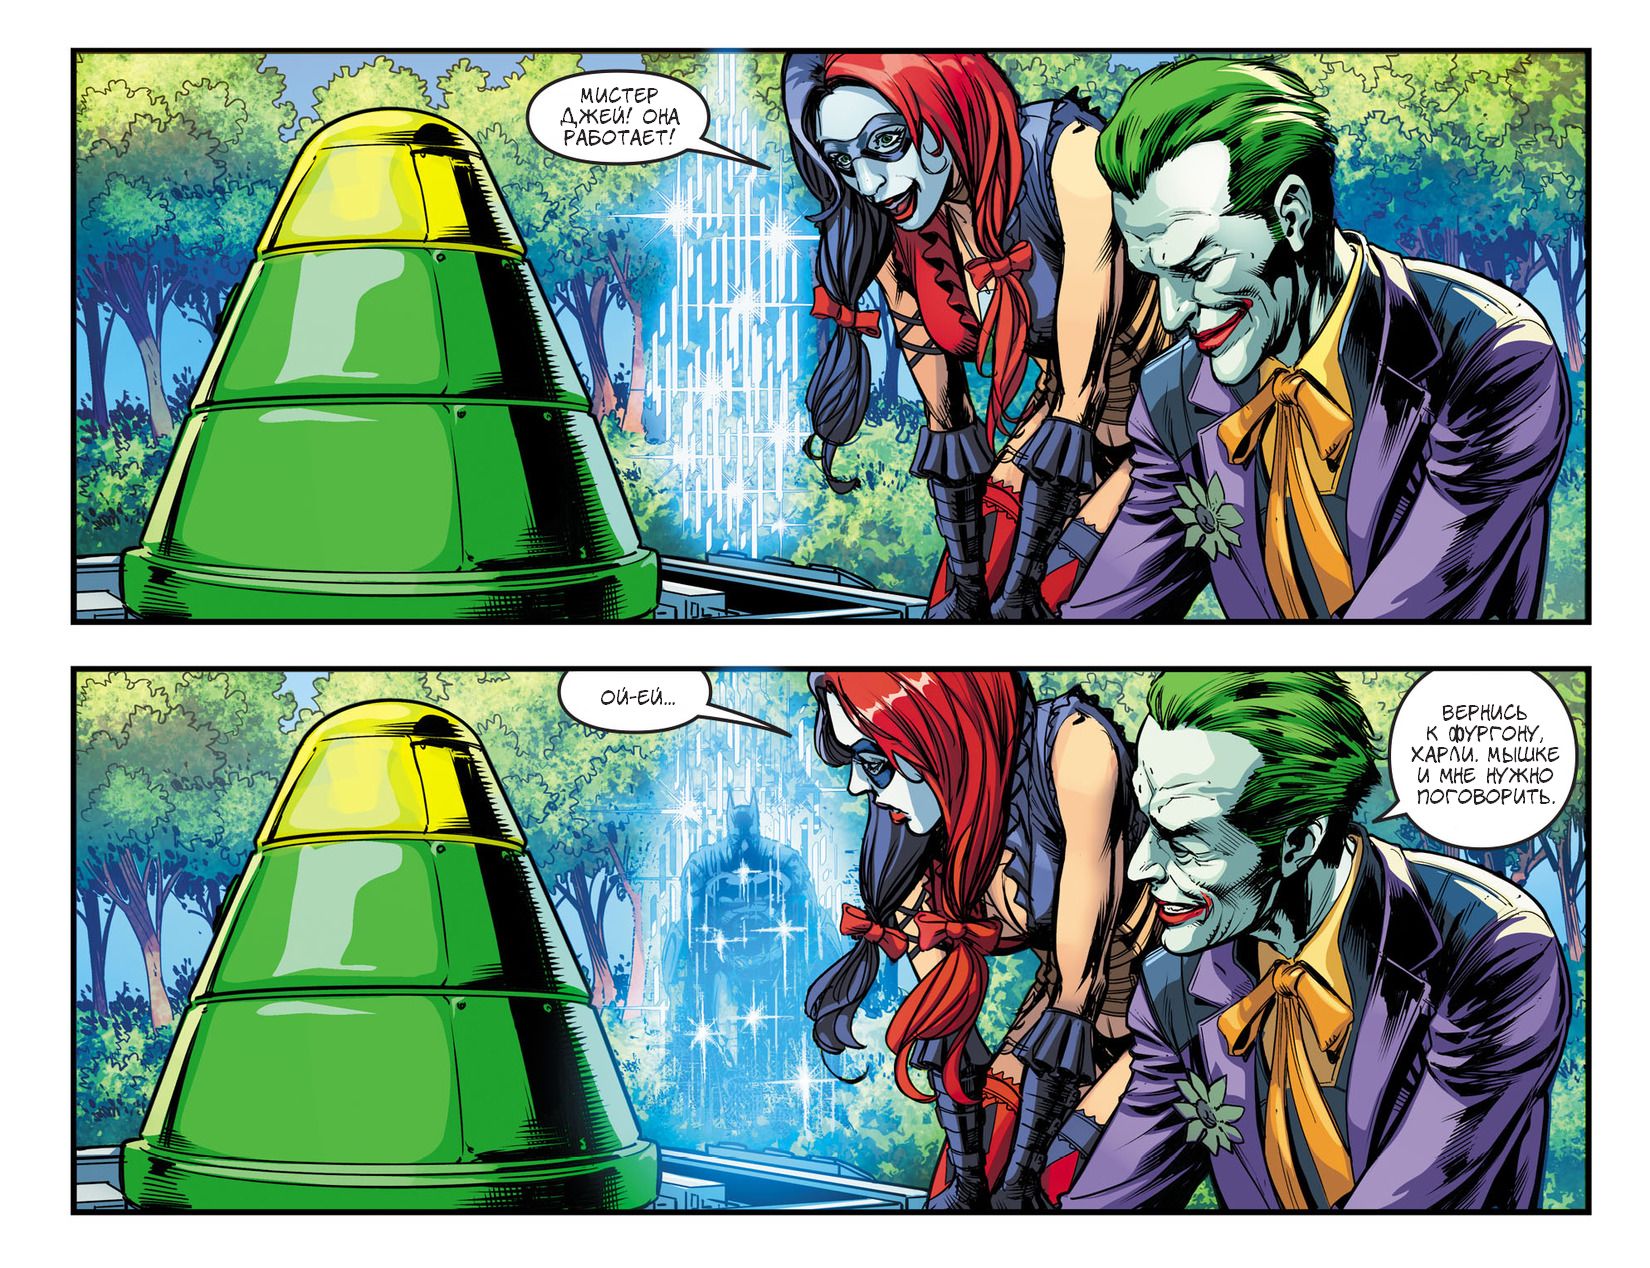 МИСТЕР
ДЖЕЙ! ОНА
РАБОТАЕТ!
ОЙ-ЕЙ...
ВЕРНИСЬ
К ФУРГОНУ,
ХАРЛИ. МЫШКЕ
И МНЕ НУЖНО
ПОГОВОРИТЬ.